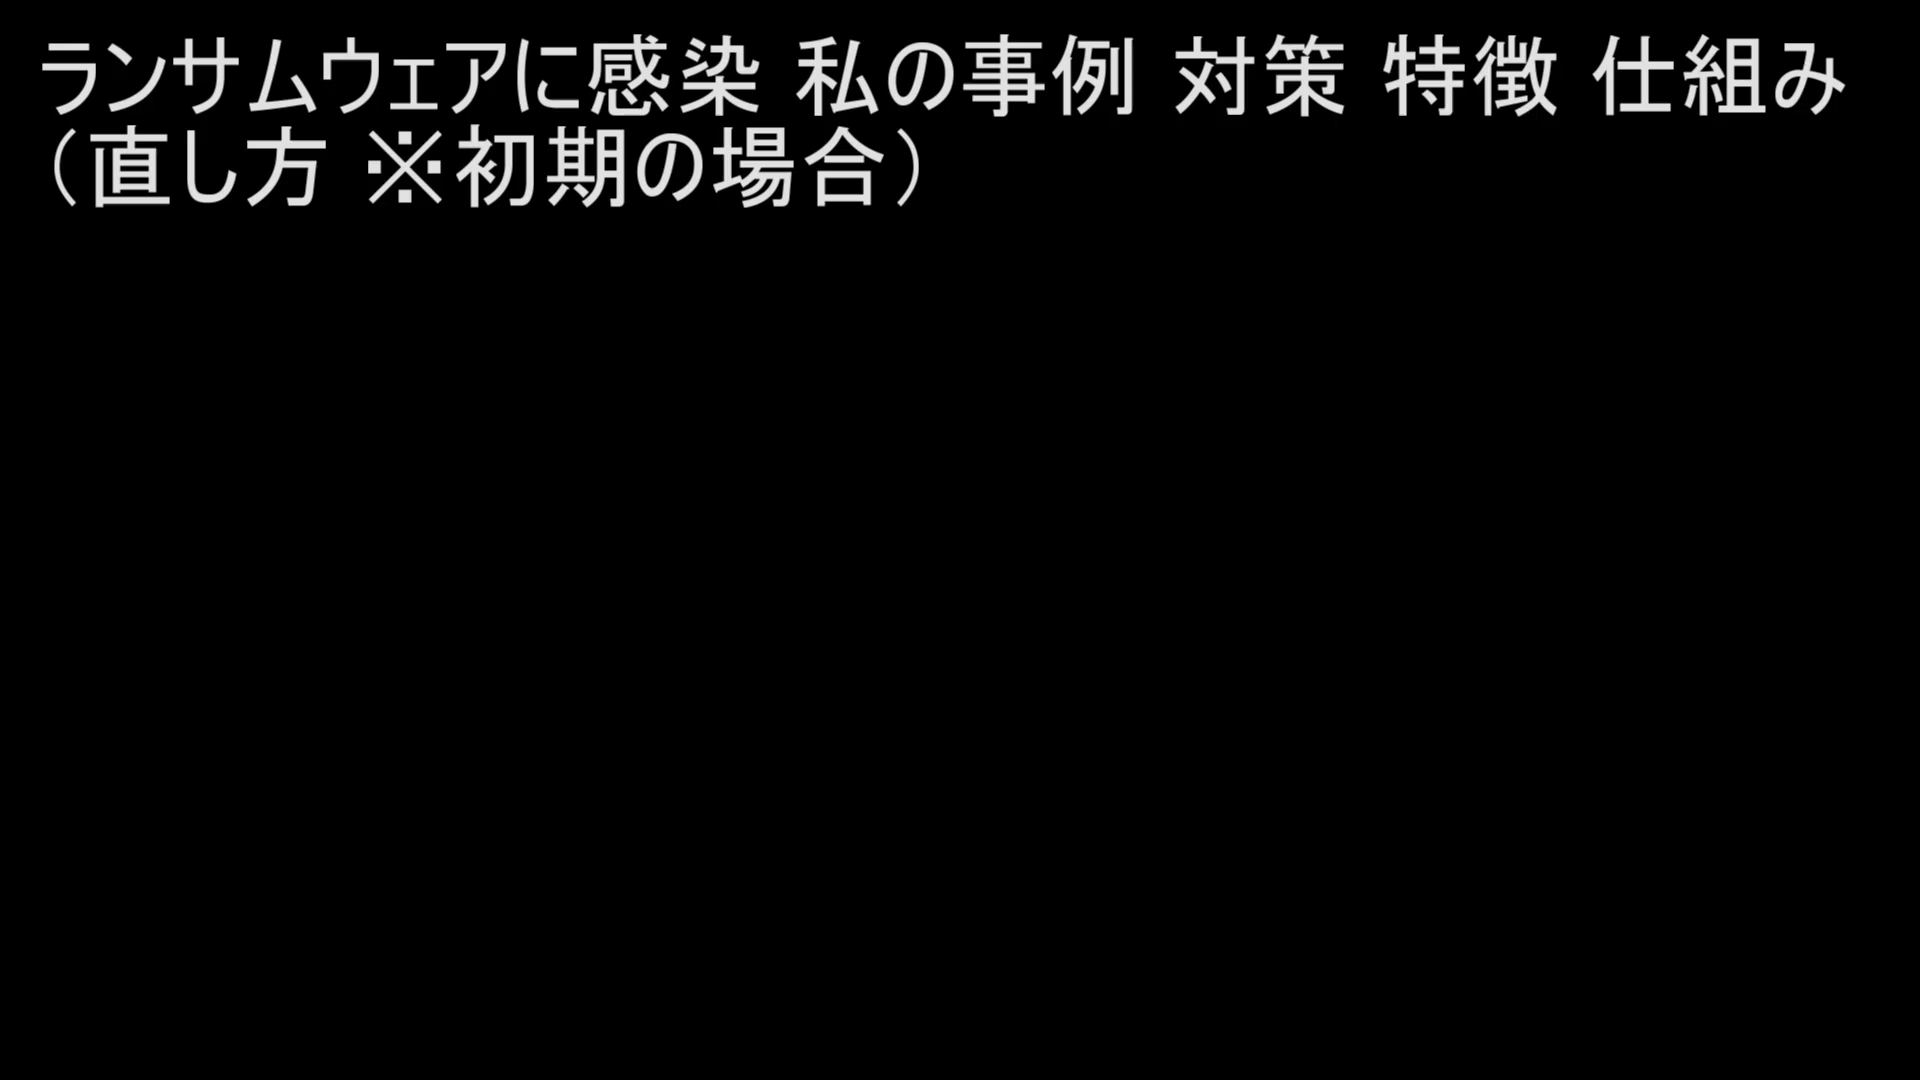 ランサムウェアに感染 私の事例 対策 特徴 仕組み
（直し方 ※初期の場合）